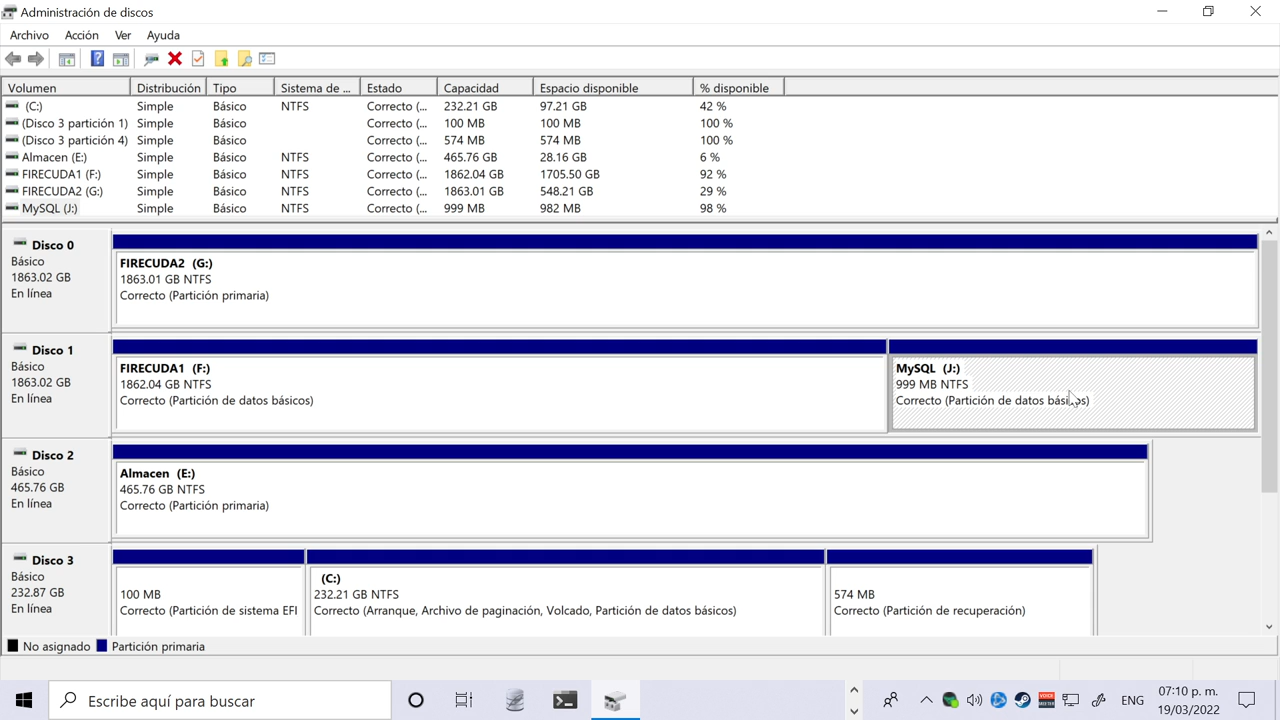 Administración de discos
Archivo Acción Ver Ayuda
Volumen Distribución Tipo Sistema de ... Estado Capacidad Espacio disponible % disponible
(C:) Simple Básico NTFS Correcto (... 232.21 GB 97.21 GB 42 %
(Disco 3 partición 1) Simple Básico Correcto (... 100 MB 100 MB 100 %
(Disco 3 partición 4) Simple Básico Correcto (... 574 MB 574 MB 100 %
Almacen (E:) Simple Básico NTFS Correcto (... 465.76 GB 28.16 GB 6 %
FIRECUDA1 (F:) Simple Básico NTFS Correcto (... 1862.04 GB 1705.50 GB 92 %
FIRECUDA2 (G:) Simple Básico NTFS Correcto (... 1863.01 GB 548.21 GB 29 %
MySQL (J:) Simple Básico NTFS Correcto (... 999 MB 982 MB 98 %
Disco 0
Básico
1863.02 GB
En línea
FIRECUDA2 (G:)
1863.01 GB NTFS
Correcto (Partición primaria)
Disco 1
Básico
1863.02 GB
En línea
FIRECUDA1 (F:)
1862.04 GB NTFS
Correcto (Partición de datos básicos)
MySQL (J:)
999 MB NTFS
Correcto (Partición de datos básicos)
Disco 2
Básico
465.76 GB
En línea
Almacen (E:)
465.76 GB NTFS
Correcto (Partición primaria)
Disco 3
Básico
232.87 GB
En línea
100 MB
Correcto (Partición de sistema EFI
(C:)
232.21 GB NTFS
Correcto (Arranque, Archivo de paginación, Volcado, Partición de datos básicos)
574 MB
Correcto (Partición de recuperación)
No asignado Partición primaria
Escribe aquí para buscar
ENG
07:10 p. m.
19/03/2022